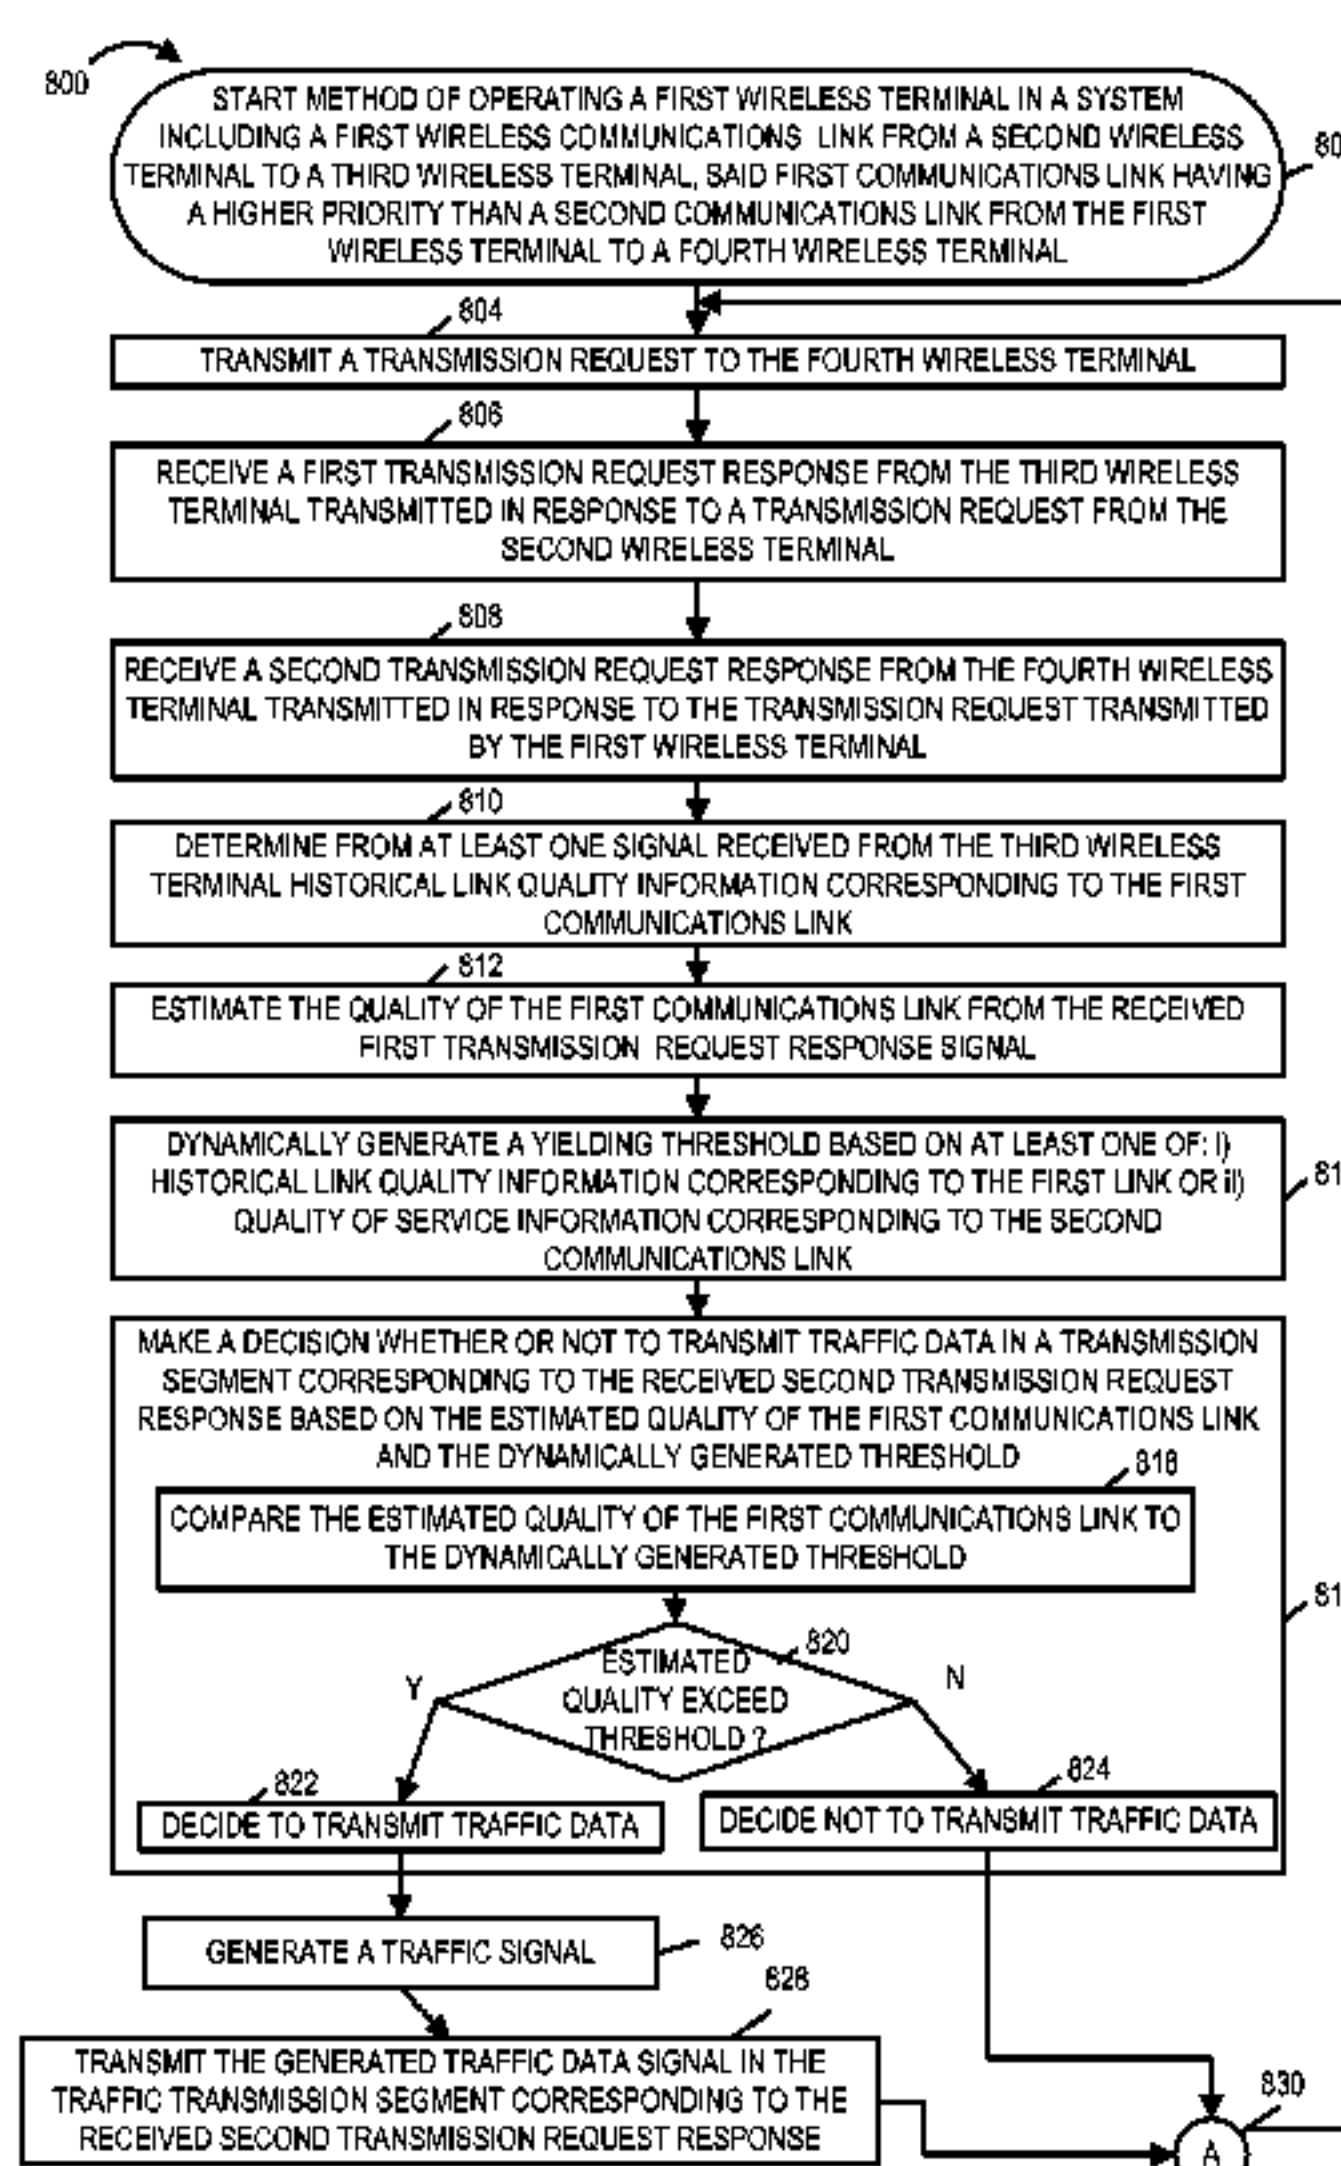 800
START METHOD OF OPERATING A FIRST WIRELESS TERMINAL IN A SYSTEM
INCLUDING A FIRST WIRELESS COMMUNICATIONS LINK FROM A SECOND WIRELESS
TERMINAL TO A THIRD WIRELESS TERMINAL, SAID FIRST COMMUNICATIONS LINK HAVING
A HIGHER PRIORITY THAN A SECOND COMMUNICATIONS LINK FROM THE FIRST
WIRELESS TERMINAL TO A FOURTH WIRELESS TERMINAL
80
804
TRANSMIT A TRANSMISSION REQUEST TO THE FOURTH WIRELESS TERMINAL
806
RECEIVE A FIRST TRANSMISSION REQUEST RESPONSE FROM THE THIRD WIRELESS
TERMINAL TRANSMITTED IN RESPONSE TO A TRANSMISSION REQUEST FROM THE
SECOND WIRELESS TERMINAL
808
RECEIVE A SECOND TRANSMISSION REQUEST RESPONSE FROM THE FOURTH WIRELESS
TERMINAL TRANSMITTED IN RESPONSE TO THE TRANSMISSION REQUEST TRANSMITTED
BY THE FIRST WIRELESS TERMINAL
810
DETERMINE FROM AT LEAST ONE SIGNAL RECEIVED FROM THE THIRD WIRELESS
TERMINAL HISTORICAL LINK QUALITY INFORMATION CORRESPONDING TO THE FIRST
COMMUNICATIONS LINK
812
ESTIMATE THE QUALITY OF THE FIRST COMMUNICATIONS LINK FROM THE RECEIVED
FIRST TRANSMISSION REQUEST RESPONSE SIGNAL
DYNAMICALLY GENERATE A YIELDING THRESHOLD BASED ON AT LEAST ONE OF: i)
HISTORICAL LINK QUALITY INFORMATION CORRESPONDING TO THE FIRST LINK OR ii)
QUALITY OF SERVICE INFORMATION CORRESPONDING TO THE SECOND
COMMUNICATIONS LINK
81
MAKE A DECISION WHETHER OR NOT TO TRANSMIT TRAFFIC DATA IN A TRANSMISSION
SEGMENT CORRESPONDING TO THE RECEIVED SECOND TRANSMISSION REQUEST
RESPONSE BASED ON THE ESTIMATED QUALITY OF THE FIRST COMMUNICATIONS LINK
AND THE DYNAMICALLY GENERATED THRESHOLD
818
COMPARE THE ESTIMATED QUALITY OF THE FIRST COMMUNICATIONS LINK TO
THE DYNAMICALLY GENERATED THRESHOLD
81
820
ESTIMATED
QUALITY EXCEED
THRESHOLD ?
Y
N
822
DECIDE TO TRANSMIT TRAFFIC DATA
824
DECIDE NOT TO TRANSMIT TRAFFIC DATA
GENERATE A TRAFFIC SIGNAL
826
828
TRANSMIT THE GENERATED TRAFFIC DATA SIGNAL IN THE
TRAFFIC TRANSMISSION SEGMENT CORRESPONDING TO THE
RECEIVED SECOND TRANSMISSION REQUEST RESPONSE
830
A